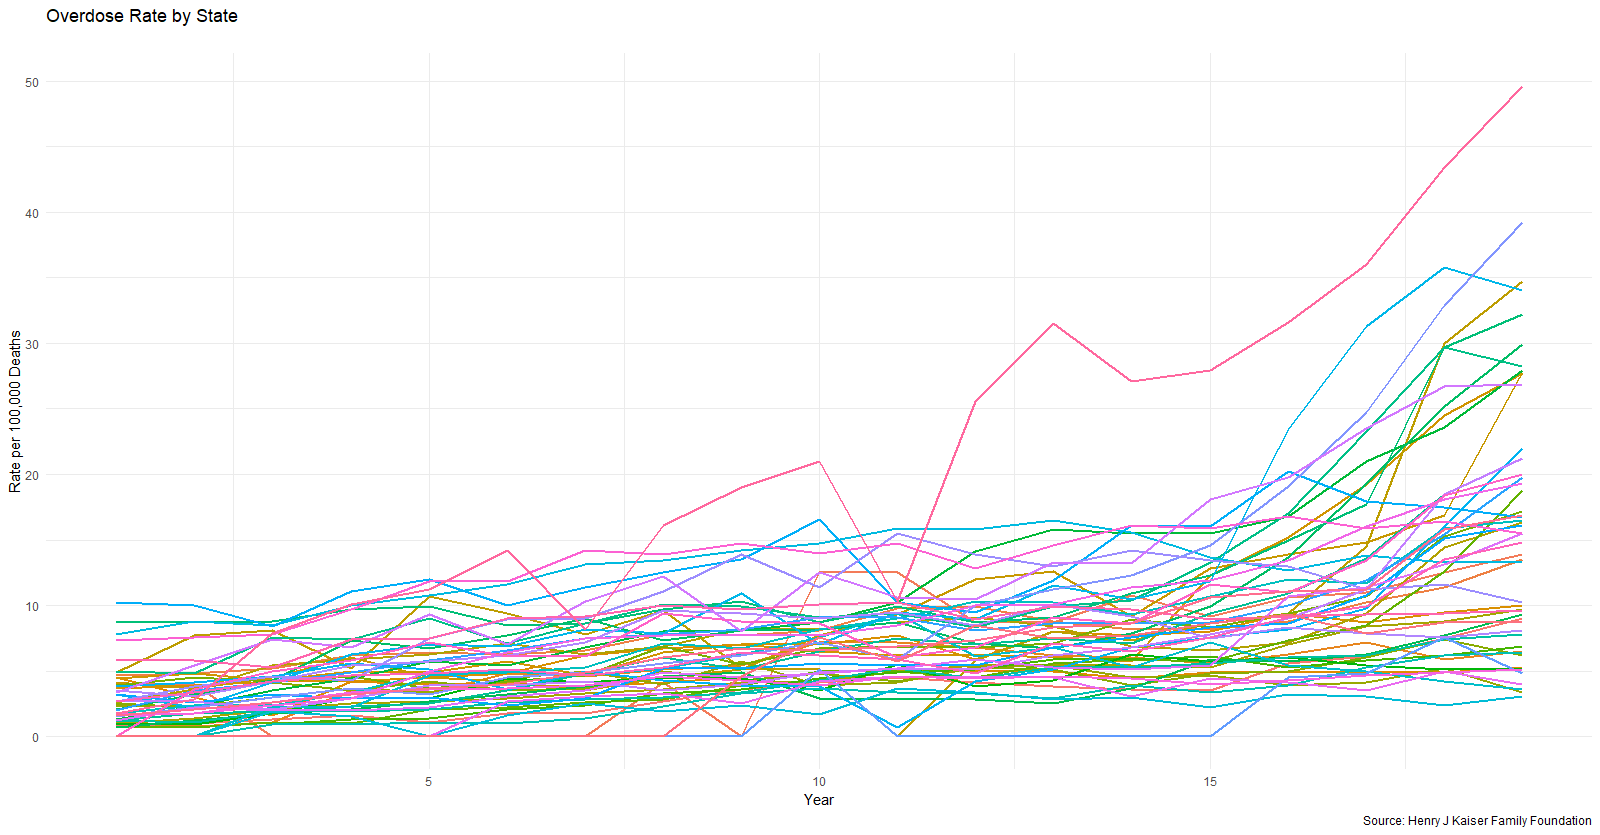 Overdose Rate by State
50
40
30
20
10
0
Rate per 100,000 Deaths
5 10 15
Year
Source: Henry J Kaiser Family Foundation